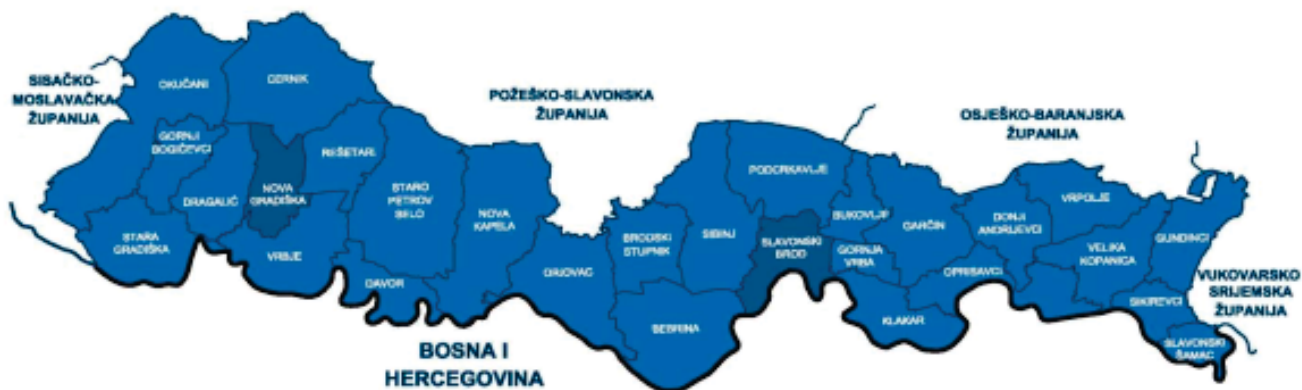 SISAČKO-
MOSLAVAČKA
ŽUPANIJA
POŽEŠKO-SLAVONSKA
ŽUPANIJA
OSJEŠKO-BARANJSKA
ŽUPANIJA
VUKOVARSKO
SRIJEMSKA
ŽUPANIJA
BOSNA I
HERCEGOVINA
OKUČANI
CERNIK
GORNJI
BOGIĆEVCI
REŠETARI
DRAGALIĆ
NOVA
GRADIŠKA
STARA
GRADIŠKA
VRBJE
STARO
PETROV
SELO
DAVOR
NOVA
KAPELA
ORIOVAC
BRODSKI
STUPNIK
BEBRINA
SIBINJ
PODCRKAVLJE
SLAVONSKI
BROD
BUKOVLJE
GORNJA
VRBA
KLAKAR
GARČIN
OPRISAVCI
DONJI
ANDRIJEVCI
VRPOLJE
VELIKA
KOPANICA
GUNDINCI
SIKIREVCI
SLAVONSKI
ŠAMAC